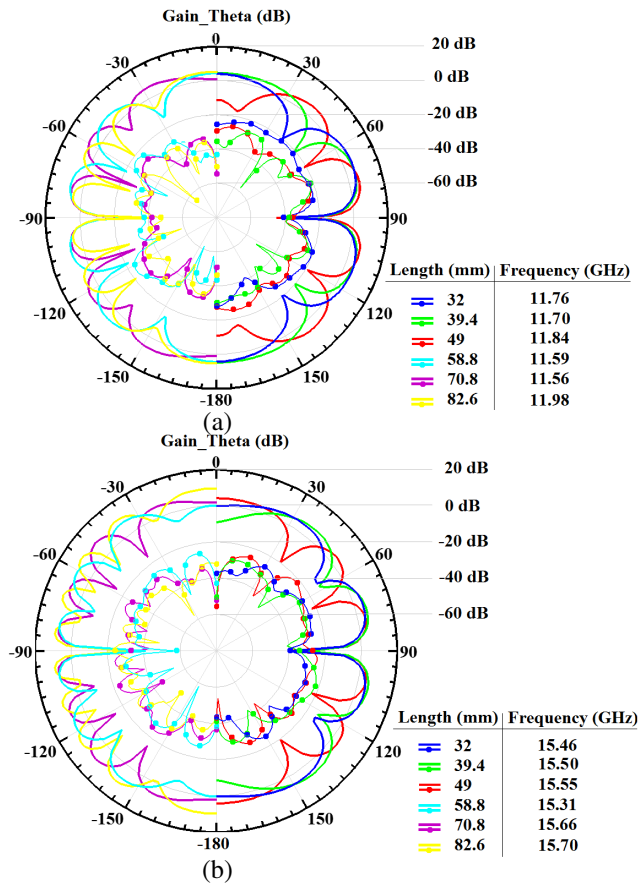 Gain_Theta (dB)
0
20 dB
-30
30
0 dB
-20 dB
-60
60
-40 dB
-60 dB
-90
90
Length (mm) Frequency (GHz)
32 11.76
-120
120
39.4 11.70
49 11.84
58.8 11.59
-150
150
70.8 11.56
-180
82.6 11.98
(a)
Gain_Theta (dB)
0
20 dB
-30
30
0 dB
-20 dB
-60
60
-40 dB
-60 dB
-90
90
Length (mm) Frequency (GHz)
-120
120
32 15.46
39.4 15.50
49 15.55
-150
150
58.8 15.31
-180
70.8 15.66
82.6 15.70
(b)